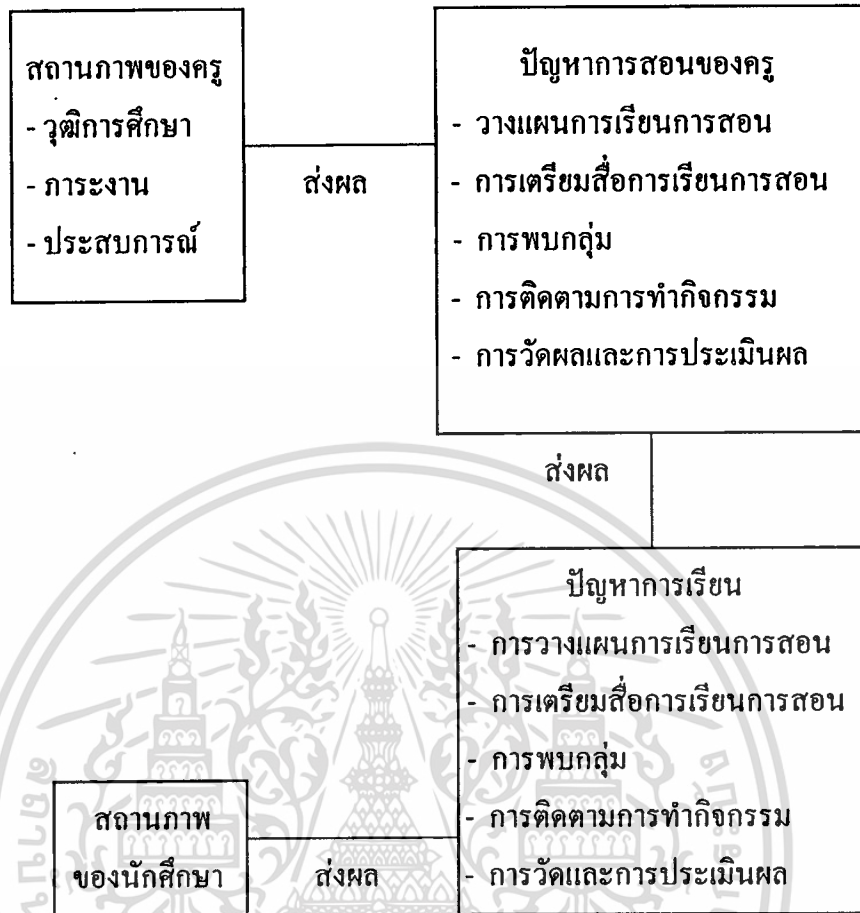 สถานภาพของครู
- วุฒิการศึกษา
- ภาระงาน
- ประสบการณ์
ส่งผล
ปัญหาการสอนของครู
- วางแผนการเรียนการสอน
- การเตรียมสื่อการเรียนการสอน
- การพบกลุ่ม
- การติดตามการทำกิจกรรม
- การวัดผลและการประเมินผล
ส่งผล
ปัญหาการเรียน
- การวางแผนการเรียนการสอน
- การเตรียมสื่อการเรียนการสอน
- การพบกลุ่ม
- การติดตามการทำกิจกรรม
- การวัดและการประเมินผล
สถานภาพ
ของนักศึกษา
ส่งผล